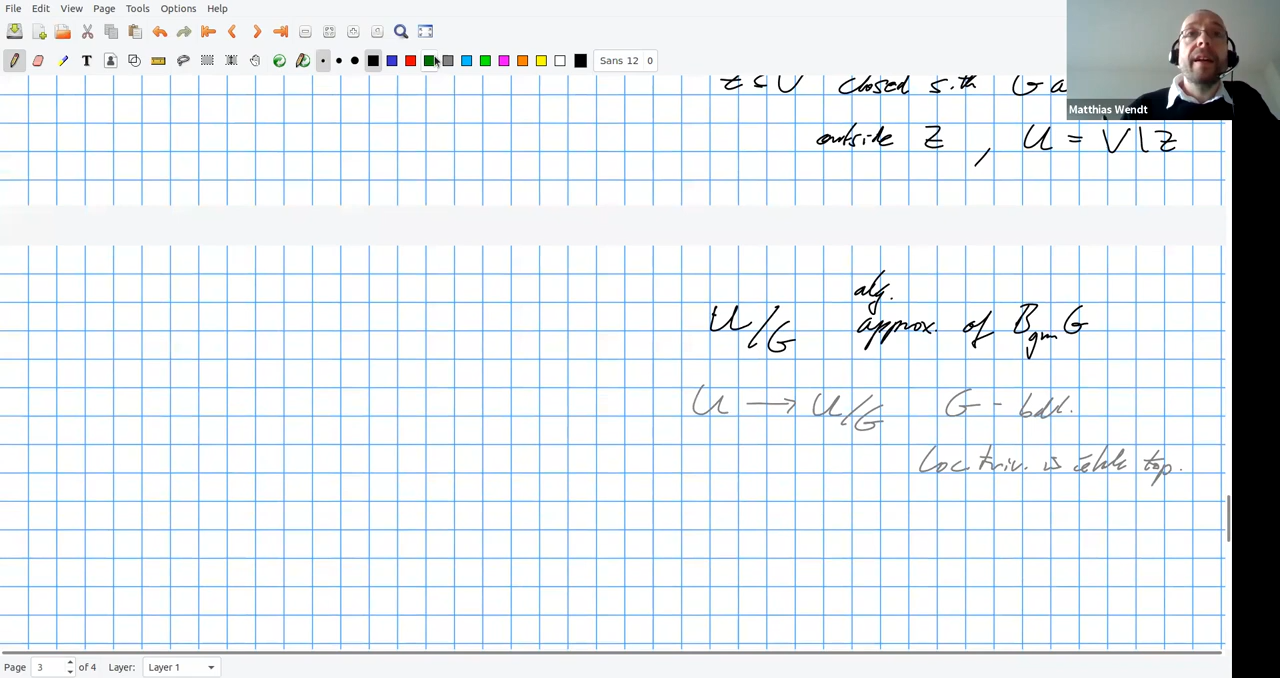 File Edit View Page Tools Options Help
T Sans 12 0
Matthias Wendt
Z ⊆ V closed s.th G a
outside Z , U = V \ Z
alg.
U/G approx. of B_gm G
U → U/G G - bdl.
loc triv. is étale top.
Page 3 of 4 Layer: Layer 1